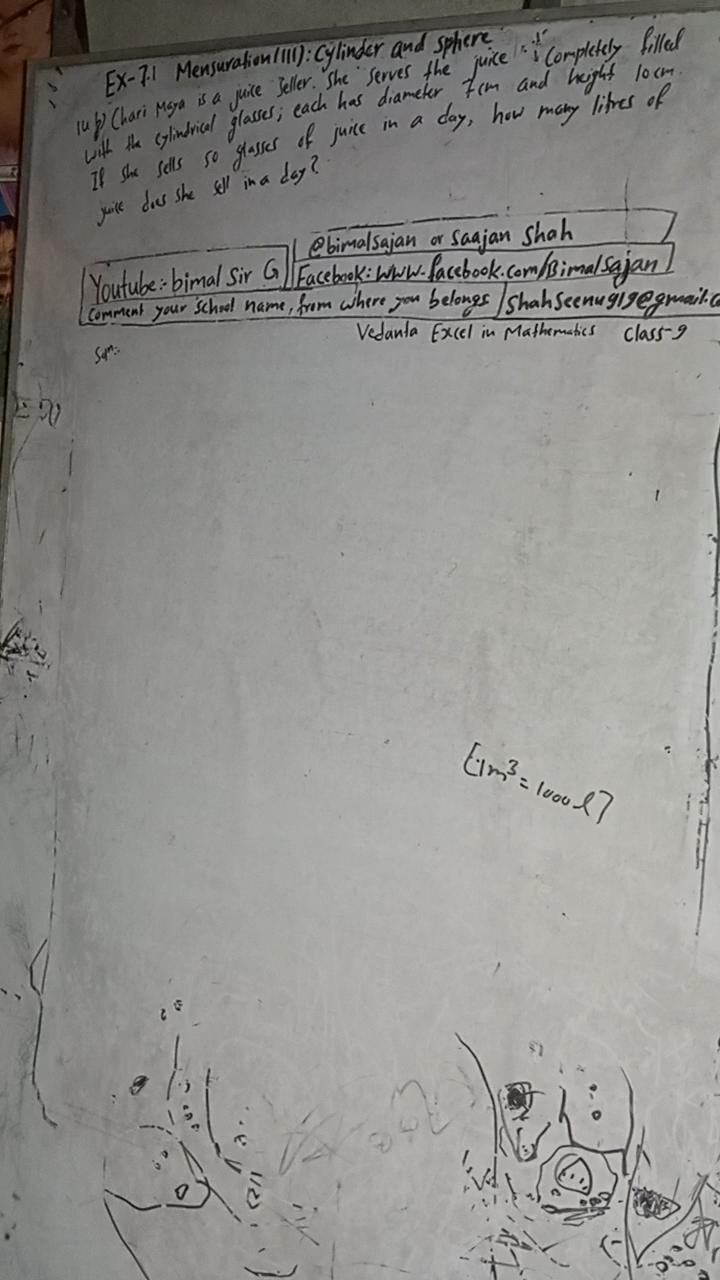 Ex-7.1 Mensuration(III): Cylinder and sphere
14 b) Chari Maya is a juice seller. She serves the juice completely filled
with the cylindrical glasses; each has diameter 7cm and height 10cm.
If she sells 50 glasses of juice in a day, how many litres of
juice does she sell in a day?
@bimalsajan or Saajan Shah
Youtube:- bimal Sir G
Facebook: www.facebook.com/Bimalsajan
Comment your school name, from where you belongs
Shahseenu919@gmail.c
Vedanta Excel in Mathematics Class-9
Soln:-
[1m³ = 1000l]